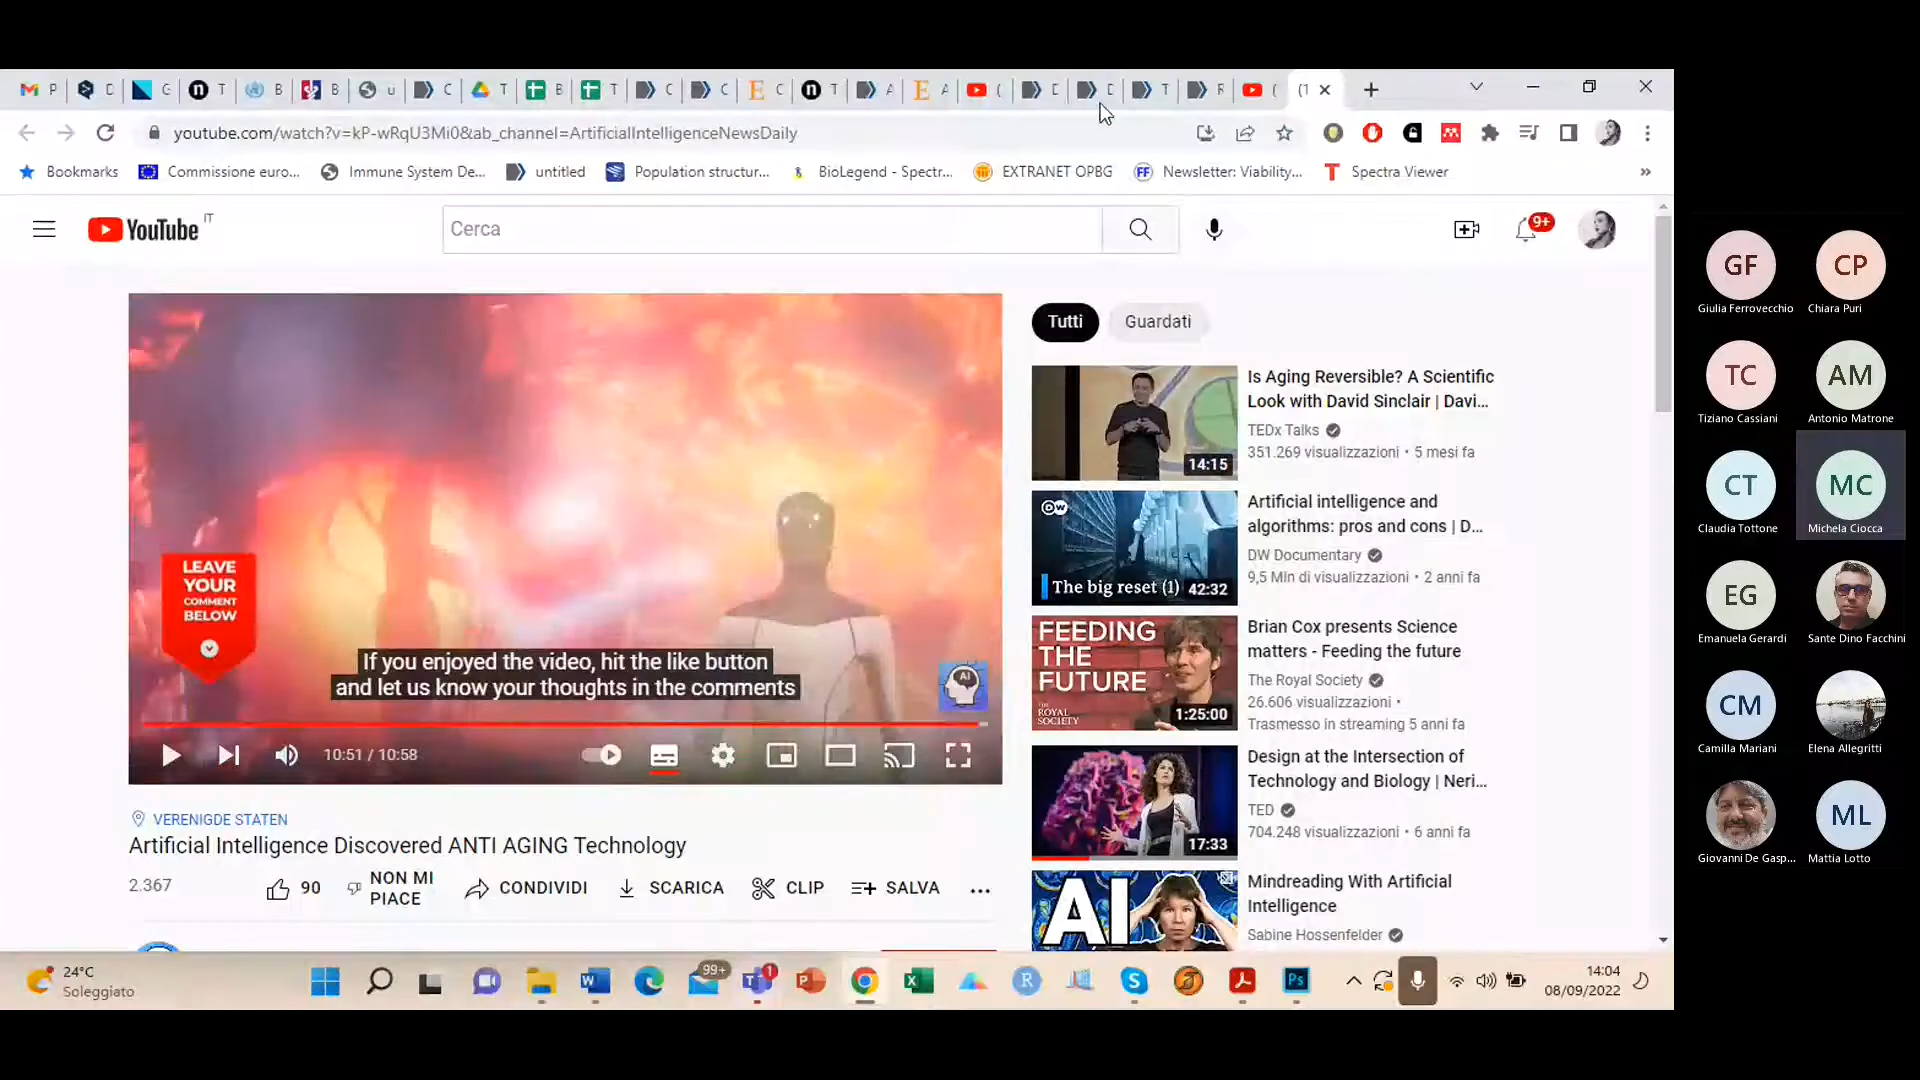 P D G T B B u C T B T C C E C T A E A ( D D T R ( (1
youtube.com/watch?v=kP-wRqU3Mi0&ab_channel=ArtificialIntelligenceNewsDaily
Bookmarks Commissione euro... Immune System De... untitled Population structur... BioLegend - Spectr... EXTRANET OPBG FF Newsletter: Viability... T Spectra Viewer »
YouTube IT
Cerca
9+
LEAVE
YOUR
COMMENT
BELOW
AI
If you enjoyed the video, hit the like button
and let us know your thoughts in the comments
10:51 / 10:58
VERENIGDE STATEN
Artificial Intelligence Discovered ANTI AGING Technology
2.367
90
NON MI
PIACE
CONDIVIDI
SCARICA
CLIP
SALVA
...
Tutti
Guardati
14:15
Is Aging Reversible? A Scientific
Look with David Sinclair | Davi...
TEDx Talks
351.269 visualizzazioni • 5 mesi fa
DW
The big reset (1) 42:32
Artificial intelligence and
algorithms: pros and cons | D...
DW Documentary
9,5 Mln di visualizzazioni • 2 anni fa
FEEDING
THE
FUTURE
THE
ROYAL
SOCIETY
1:25:00
Brian Cox presents Science
matters - Feeding the future
The Royal Society
26.606 visualizzazioni •
Trasmesso in streaming 5 anni fa
17:33
Design at the Intersection of
Technology and Biology | Neri...
TED
704.248 visualizzazioni • 6 anni fa
AI
Mindreading With Artificial
Intelligence
Sabine Hossenfelder
24°C
Soleggiato
99+
1
14:04
08/09/2022
GF
Giulia Ferrovecchio
CP
Chiara Puri
TC
Tiziano Cassiani
AM
Antonio Matrone
CT
Claudia Tottone
MC
Michela Ciocca
EG
Emanuela Gerardi
Sante Dino Facchini
CM
Camilla Mariani
Elena Allegritti
Giovanni De Gasp...
ML
Mattia Lotto